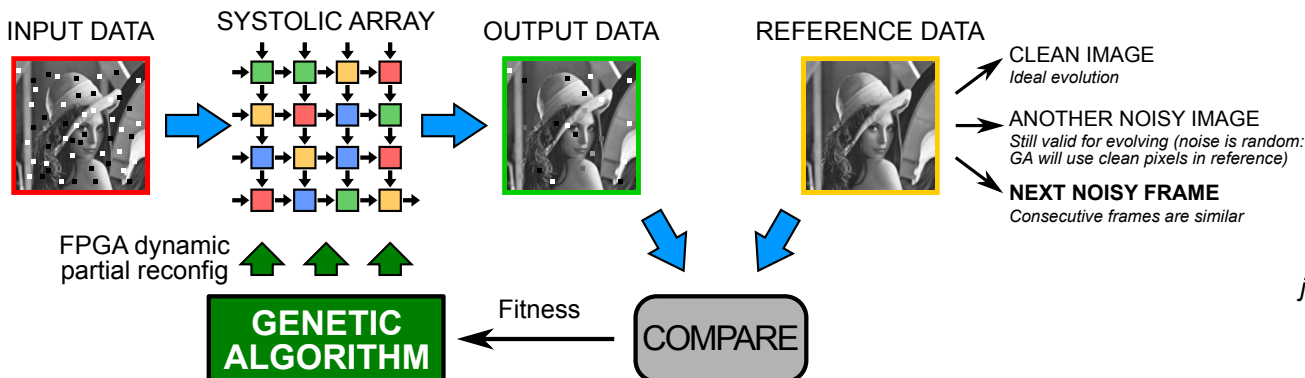 INPUT DATA
SYSTOLIC ARRAY
OUTPUT DATA
REFERENCE DATA
CLEAN IMAGE
Ideal evolution
ANOTHER NOISY IMAGE
Still valid for evolving (noise is random:
GA will use clean pixels in reference)
NEXT NOISY FRAME
Consecutive frames are similar
FPGA dynamic
partial reconfig
GENETIC
ALGORITHM
Fitness
COMPARE
j